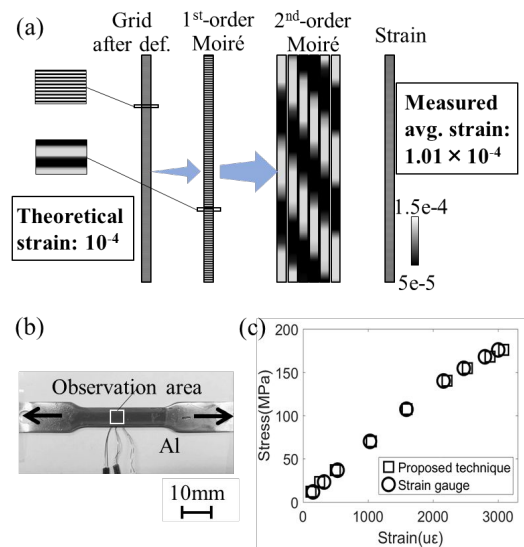 (a)
Grid
after def.
1st-order
Moiré
2nd-order
Moiré
Strain
Theoretical
strain: 10-4
Measured
avg. strain:
1.01 × 10-4
1.5e-4
5e-5
(b)
Observation area
Al
10mm
(c)
Stress(MPa)
200
150
100
50
0
Proposed technique
Strain gauge
0
1000
2000
3000
Strain(uε)